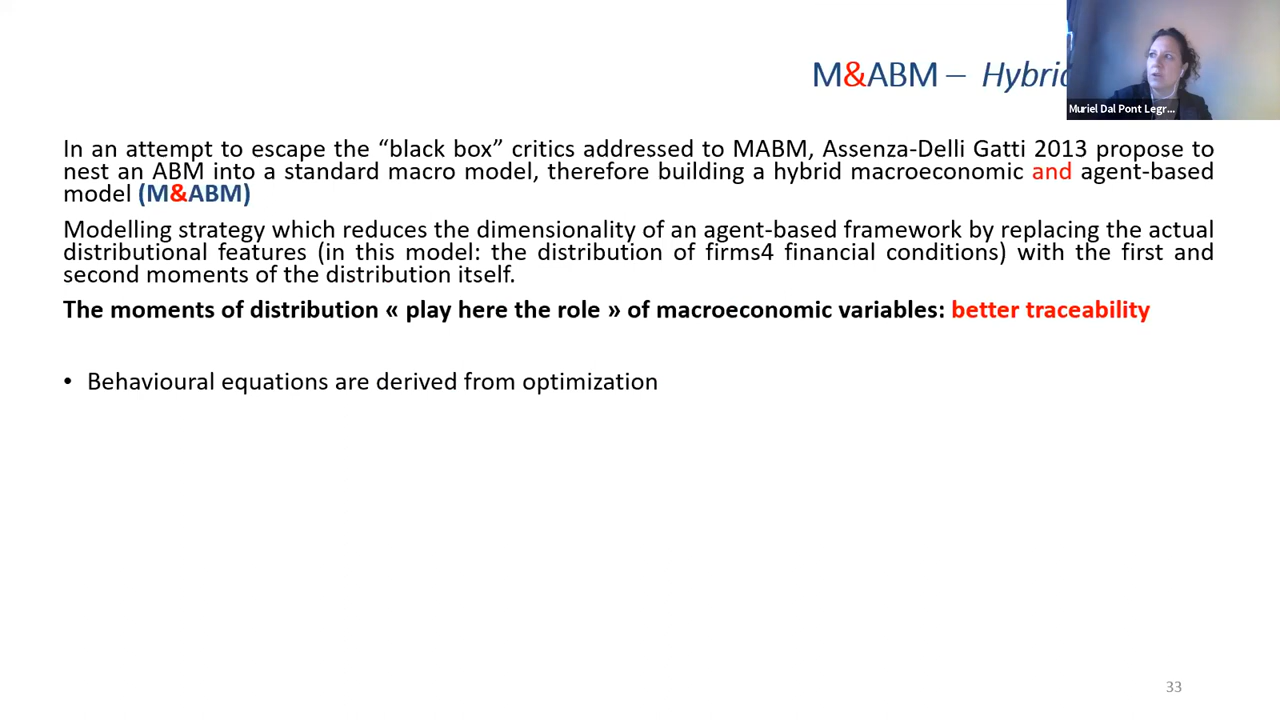 M&ABM – Hybrid
Muriel Dal Pont Legr...
In an attempt to escape the “black box” critics addressed to MABM, Assenza-Delli Gatti 2013 propose to
nest an ABM into a standard macro model, therefore building a hybrid macroeconomic and agent-based
model (M&ABM)
Modelling strategy which reduces the dimensionality of an agent-based framework by replacing the actual
distributional features (in this model: the distribution of firms4 financial conditions) with the first and
second moments of the distribution itself.
The moments of distribution « play here the role » of macroeconomic variables: better traceability
• Behavioural equations are derived from optimization
33